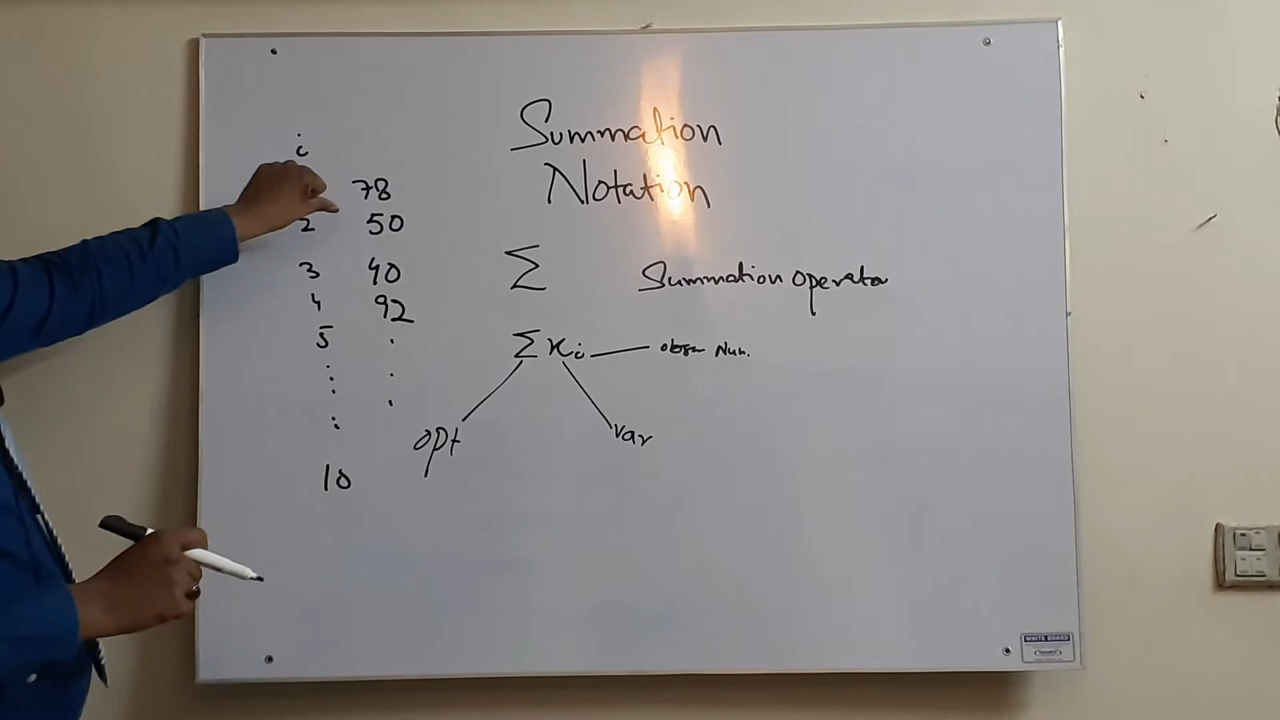 Summation
Notation
i
78
2 50
3 40
4 92
5 .
:
:
10
Σ Summation operator
Σxi obser Num.
opt var
WHITE BOARD